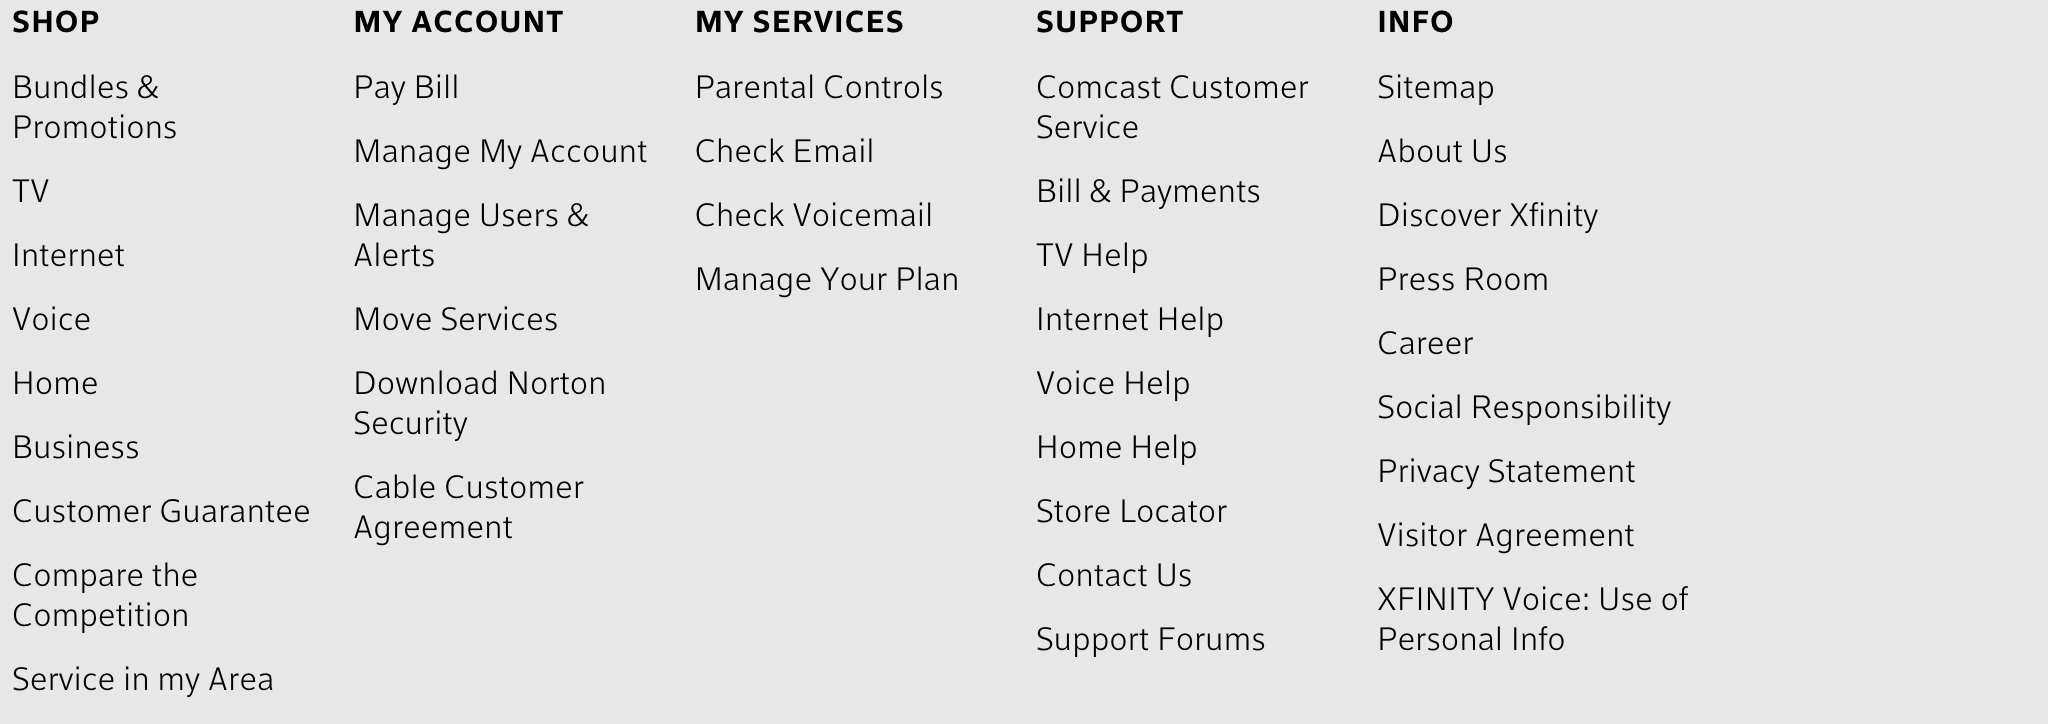 SHOP
Bundles &
Promotions
TV
Internet
Voice
Home
Business
Customer Guarantee
Compare the
Competition
Service in my Area
MY ACCOUNT
Pay Bill
Manage My Account
Manage Users &
Alerts
Move Services
Download Norton
Security
Cable Customer
Agreement
MY SERVICES
Parental Controls
Check Email
Check Voicemail
Manage Your Plan
SUPPORT
Comcast Customer
Service
Bill & Payments
TV Help
Internet Help
Voice Help
Home Help
Store Locator
Contact Us
Support Forums
INFO
Sitemap
About Us
Discover Xfinity
Press Room
Career
Social Responsibility
Privacy Statement
Visitor Agreement
XFINITY Voice: Use of
Personal Info